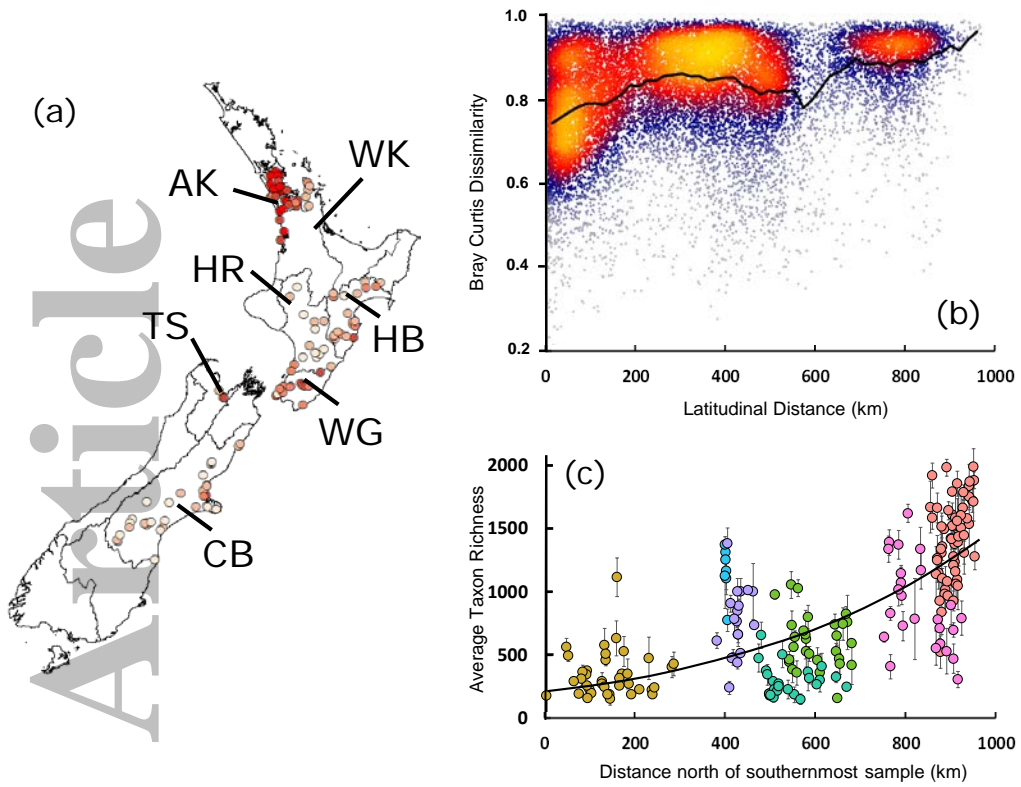 Article
(a)
AK
WK
HR
HB
TS
WG
CB
(b)
Bray Curtis Dissimilarity
1.0
0.8
0.6
0.4
0.2
0 200 400 600 800 1000
Latitudinal Distance (km)
(c)
Average Taxon Richness
2000
1500
1000
500
0
0 200 400 600 800 1000
Distance north of southernmost sample (km)